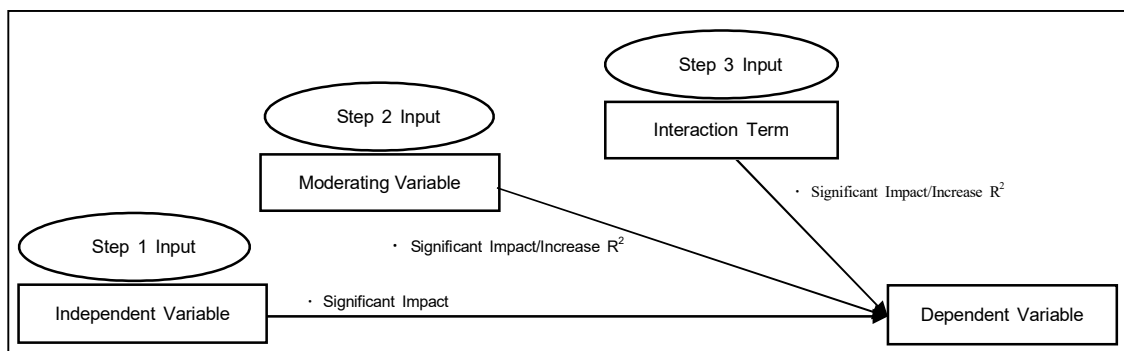 Step 3 Input
Interaction Term
Step 2 Input
Moderating Variable
· Significant Impact/Increase R²
Step 1 Input
· Significant Impact/Increase R²
Independent Variable
· Significant Impact
Dependent Variable